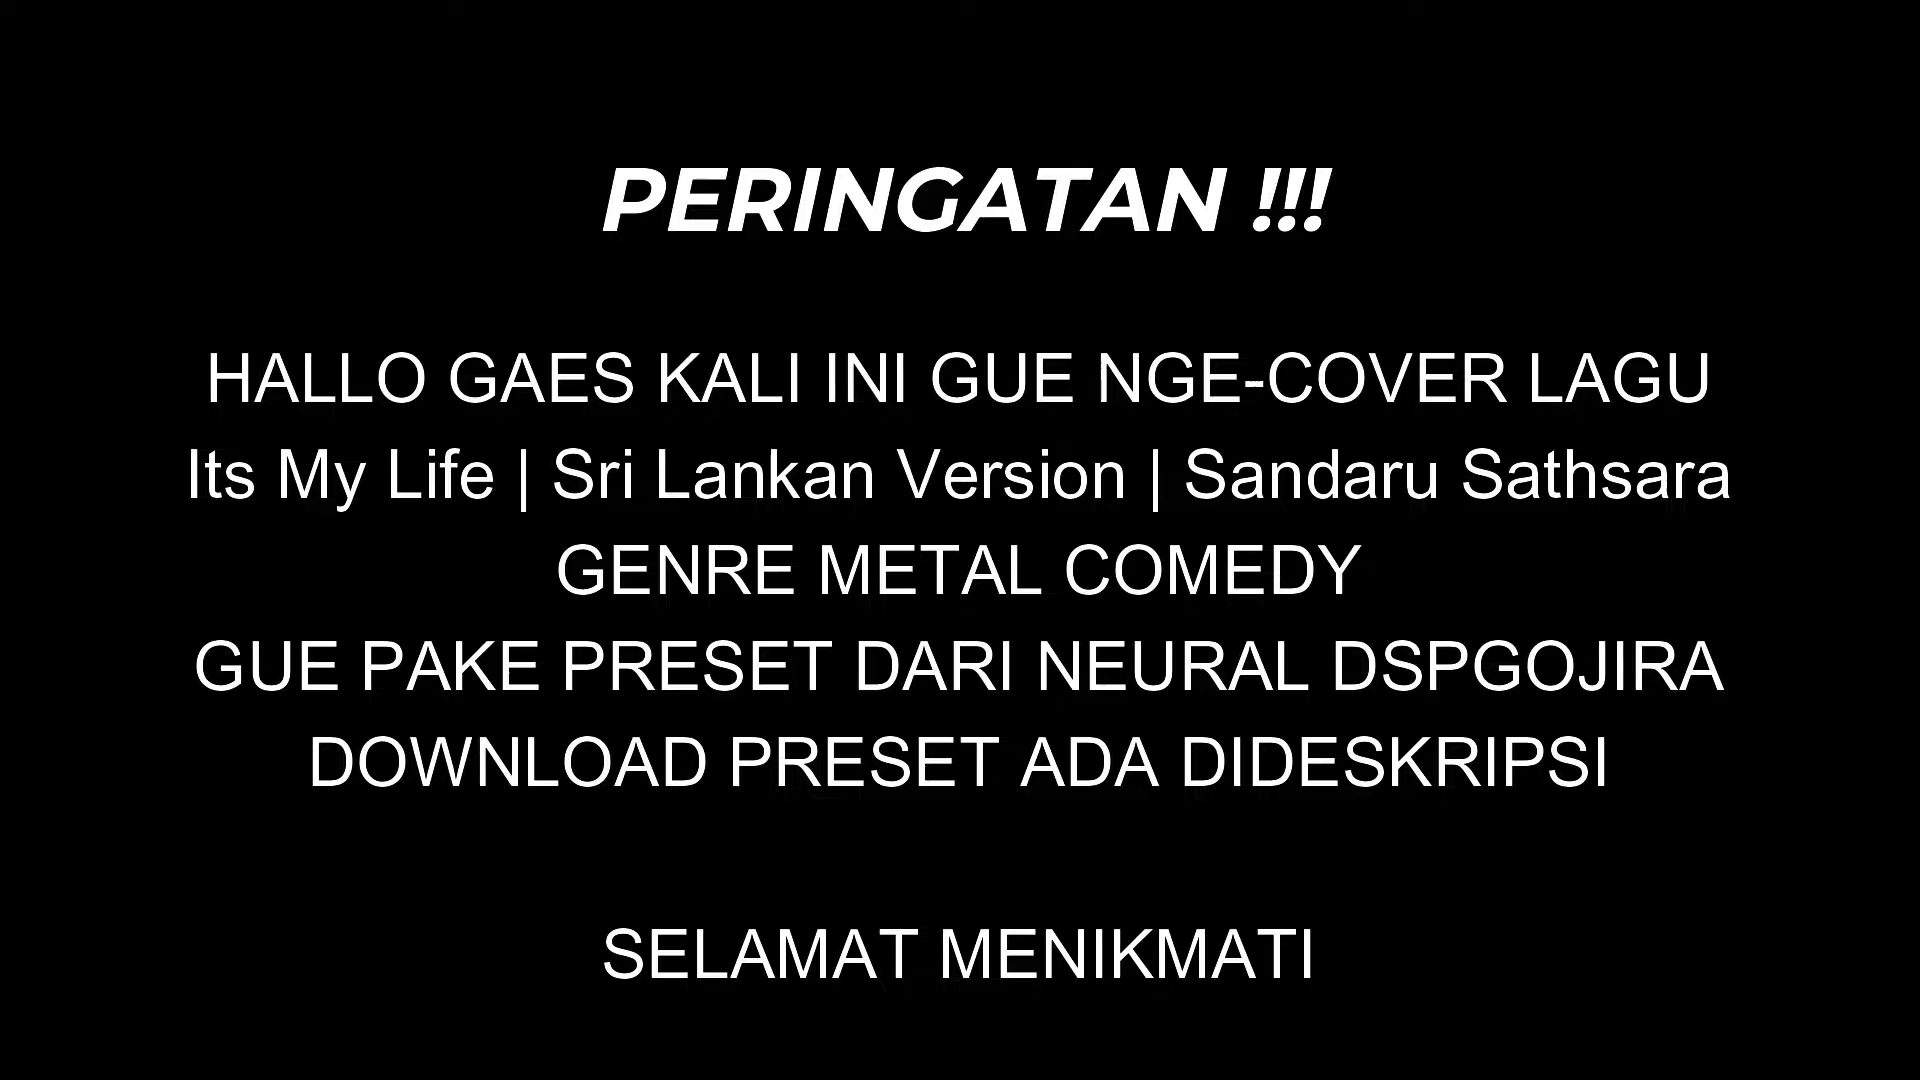 PERINGATAN !!!
HALLO GAES KALI INI GUE NGE-COVER LAGU
Its My Life | Sri Lankan Version | Sandaru Sathsara
GENRE METAL COMEDY
GUE PAKE PRESET DARI NEURAL DSPGOJIRA
DOWNLOAD PRESET ADA DIDESKRIPSI
SELAMAT MENIKMATI